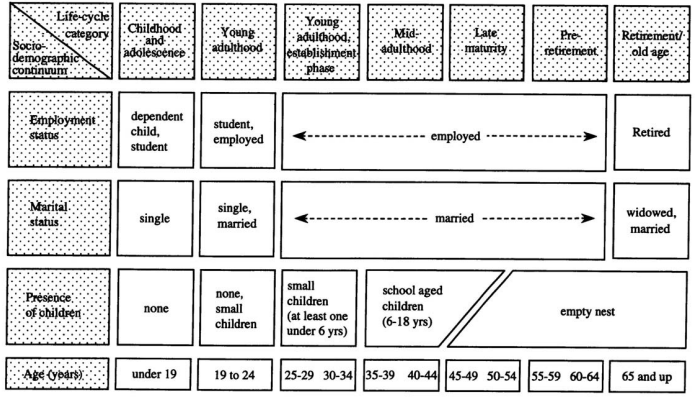 Life-cycle
category
Socio-
demographic
continuum
Childhood
and
adolescence
Young
adulthood
Young
adulthood,
establishment
phase
Mid-
adulthood
Late
maturity
Pre-
retirement
Retirement/
old age
Employment
status
dependent
child,
student
student,
employed
employed
Retired
Marital
status
single
single,
married
married
widowed,
married
Presence
of children
none
none,
small
children
small
children
(at least one
under 6 yrs)
school aged
children
(6-18 yrs)
empty nest
Age (years)
under 19
19 to 24
25-29 30-34
35-39 40-44
45-49 50-54
55-59 60-64
65 and up